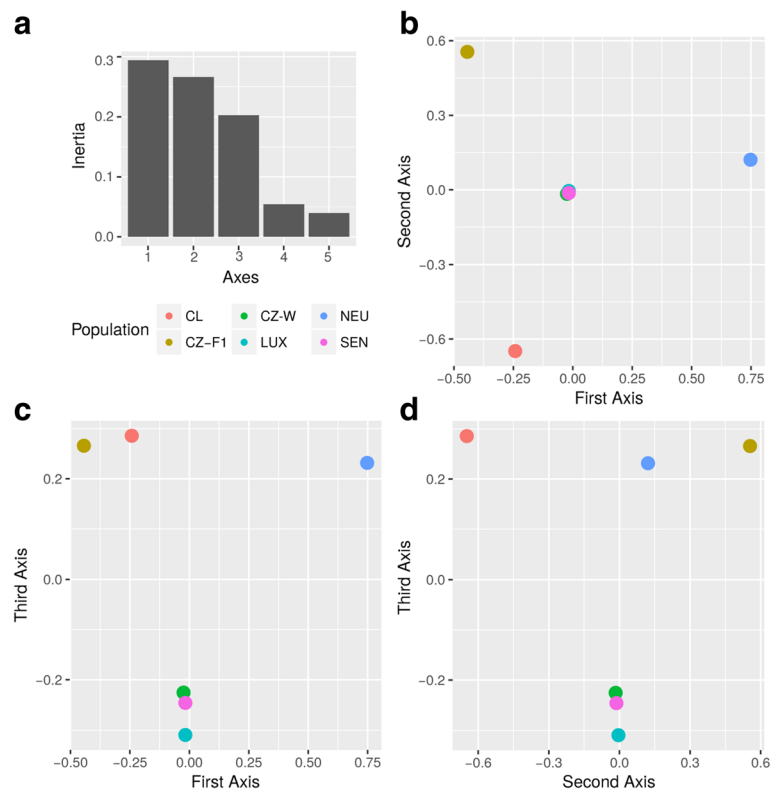 a
0.3
0.2
0.1
0.0
Inertia
1 2 3 4 5
Axes
Population
CL CZ-W NEU
CZ−F1 LUX SEN
b
0.6
0.3
0.0
−0.3
−0.6
Second Axis
−0.50 −0.25 0.00 0.25 0.50 0.75
First Axis
c
0.2
0.0
−0.2
Third Axis
−0.50 −0.25 0.00 0.25 0.50 0.75
First Axis
d
0.2
0.0
−0.2
Third Axis
−0.6 −0.3 0.0 0.3 0.6
Second Axis